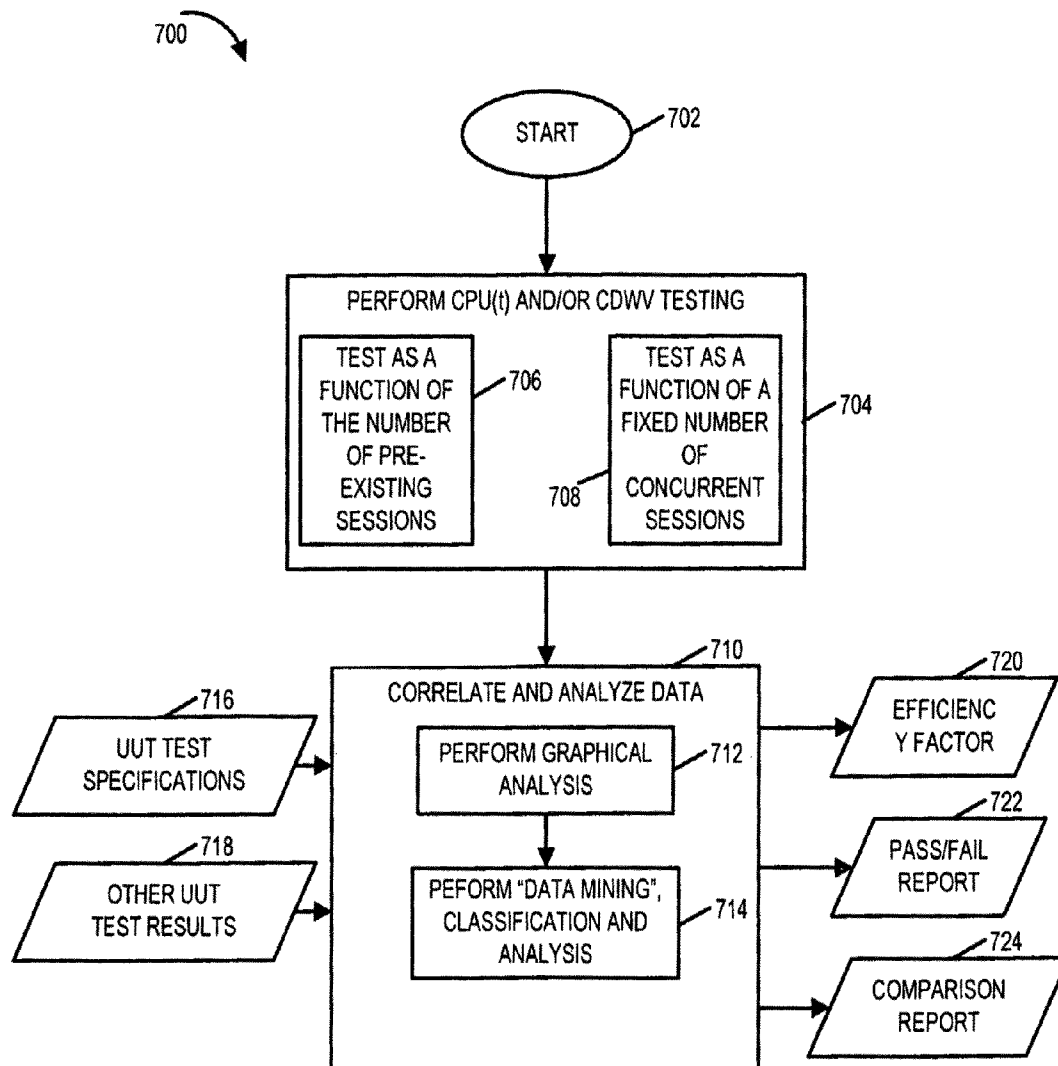 700
START
702
PERFORM CPU(t) AND/OR CDWV TESTING
TEST AS A
FUNCTION OF
THE NUMBER
OF PRE-
EXISTING
SESSIONS
706
TEST AS A
FUNCTION OF A
FIXED NUMBER
OF
CONCURRENT
SESSIONS
708
704
710
CORRELATE AND ANALYZE DATA
716
UUT TEST
SPECIFICATIONS
718
OTHER UUT
TEST RESULTS
PERFORM GRAPHICAL
ANALYSIS
712
PEFORM "DATA MINING",
CLASSIFICATION AND
ANALYSIS
714
720
EFFICIENC
Y FACTOR
722
PASS/FAIL
REPORT
724
COMPARISON
REPORT